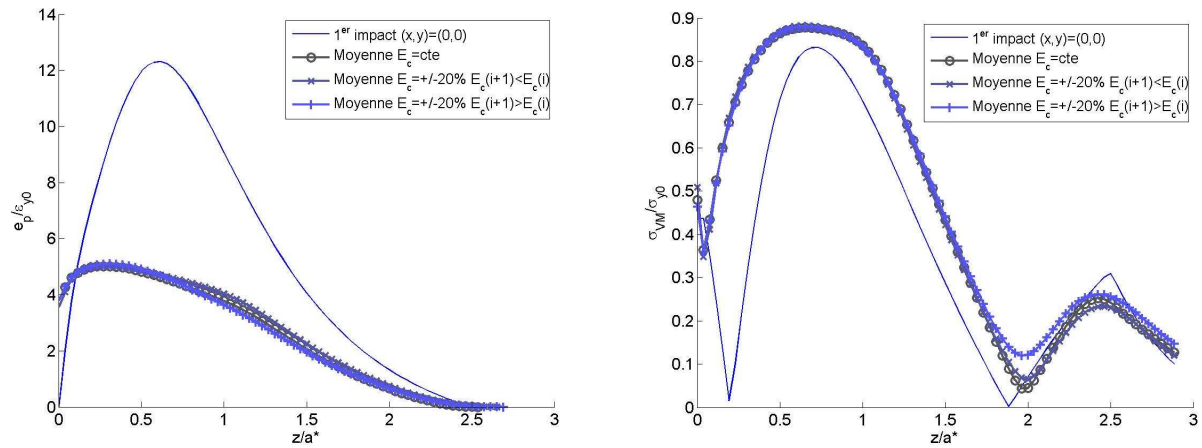 14
12
10
8
6
4
2
0
e_p/ε_y0
0
0.5
1
1.5
2
2.5
3
z/a*
1^er impact (x,y)=(0,0)
Moyenne E_c=cte
Moyenne E_c=+/-20% E_c(i+1)<E_c(i)
Moyenne E_c=+/-20% E_c(i+1)>E_c(i)
0.9
0.8
0.7
0.6
0.5
0.4
0.3
0.2
0.1
0
σ_VM/σ_y0
0
0.5
1
1.5
2
2.5
3
z/a*
1^er impact (x,y)=(0,0)
Moyenne E_c=cte
Moyenne E_c=+/-20% E_c(i+1)<E_c(i)
Moyenne E_c=+/-20% E_c(i+1)>E_c(i)